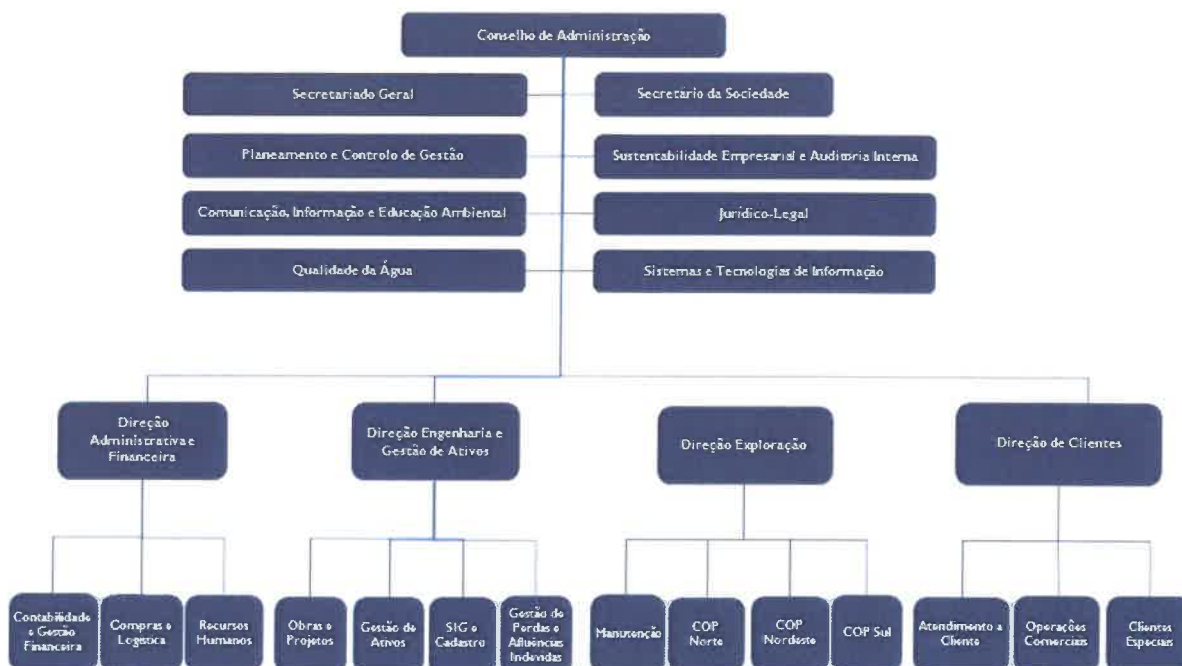 Conselho de Administração
Secretariado Geral
Secretário da Sociedade
Planeamento e Controlo de Gestão
Sustentabilidade Empresarial e Auditoria Interna
Comunicação, Informação e Educação Ambiental
Jurídico-Legal
Qualidade da Água
Sistemas e Tecnologias de Informação
Direção
Administrativa e
Financeira
Direção Engenharia e
Gestão de Ativos
Direção Exploração
Direção de Clientes
Contabilidade
e Gestão
Financeira
Compras e
Logística
Recursos
Humanos
Obras e
Projetos
Gestão de
Ativos
SIG e
Cadastro
Gestão de
Perdas e
Afluências
Indevidas
Manutenção
COP
Norte
COP
Nordeste
COP Sul
Atendimento a
Cliente
Operações
Comerciais
Clientes
Especiais